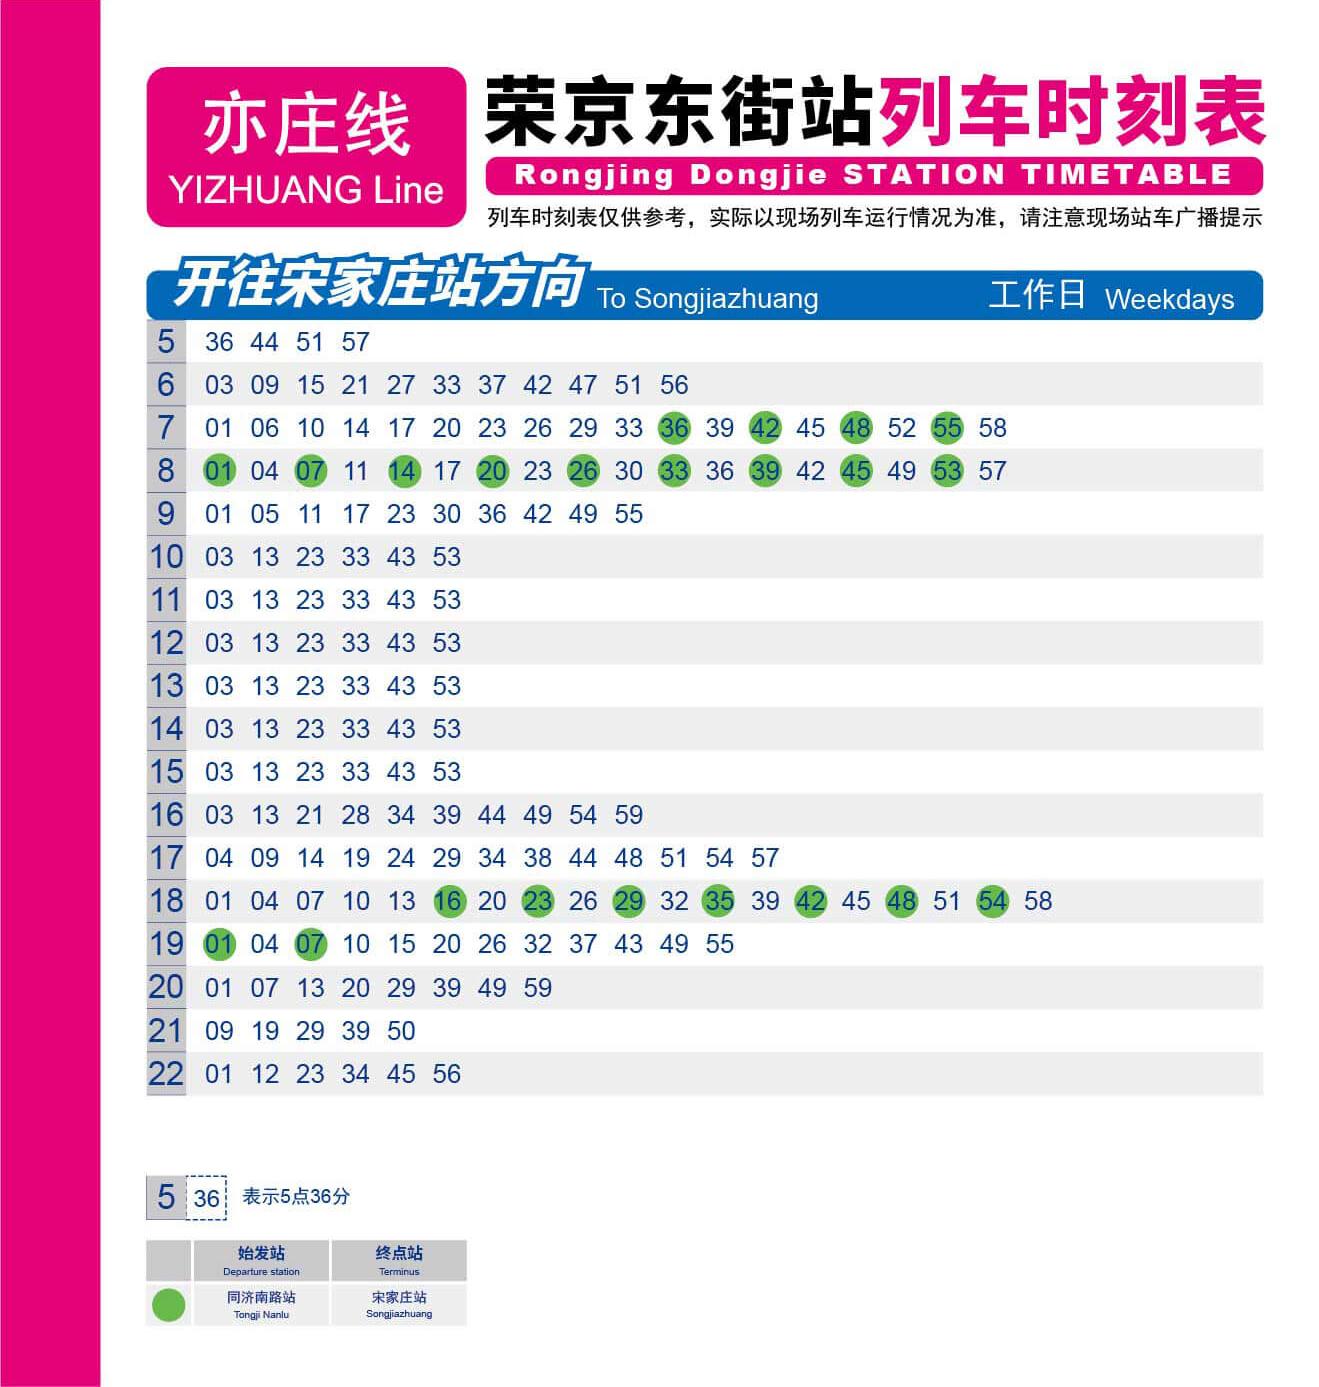 亦庄线
YIZHUANG Line
荣京东街站列车时刻表
Rongjing Dongjie STATION TIMETABLE
列车时刻表仅供参考，实际以现场列车运行情况为准，请注意现场站车广播提示
开往宋家庄站方向 To Songjiazhuang 工作日 Weekdays
5 36 44 51 57
6 03 09 15 21 27 33 37 42 47 51 56
7 01 06 10 14 17 20 23 26 29 33 36 39 42 45 48 52 55 58
8 01 04 07 11 14 17 20 23 26 30 33 36 39 42 45 49 53 57
9 01 05 11 17 23 30 36 42 49 55
10 03 13 23 33 43 53
11 03 13 23 33 43 53
12 03 13 23 33 43 53
13 03 13 23 33 43 53
14 03 13 23 33 43 53
15 03 13 23 33 43 53
16 03 13 21 28 34 39 44 49 54 59
17 04 09 14 19 24 29 34 38 44 48 51 54 57
18 01 04 07 10 13 16 20 23 26 29 32 35 39 42 45 48 51 54 58
19 01 04 07 10 15 20 26 32 37 43 49 55
20 01 07 13 20 29 39 49 59
21 09 19 29 39 50
22 01 12 23 34 45 56
5 36 表示5点36分
始发站 终点站
Departure station Terminus
同济南路站 宋家庄站
Tongji Nanlu Songjiazhuang